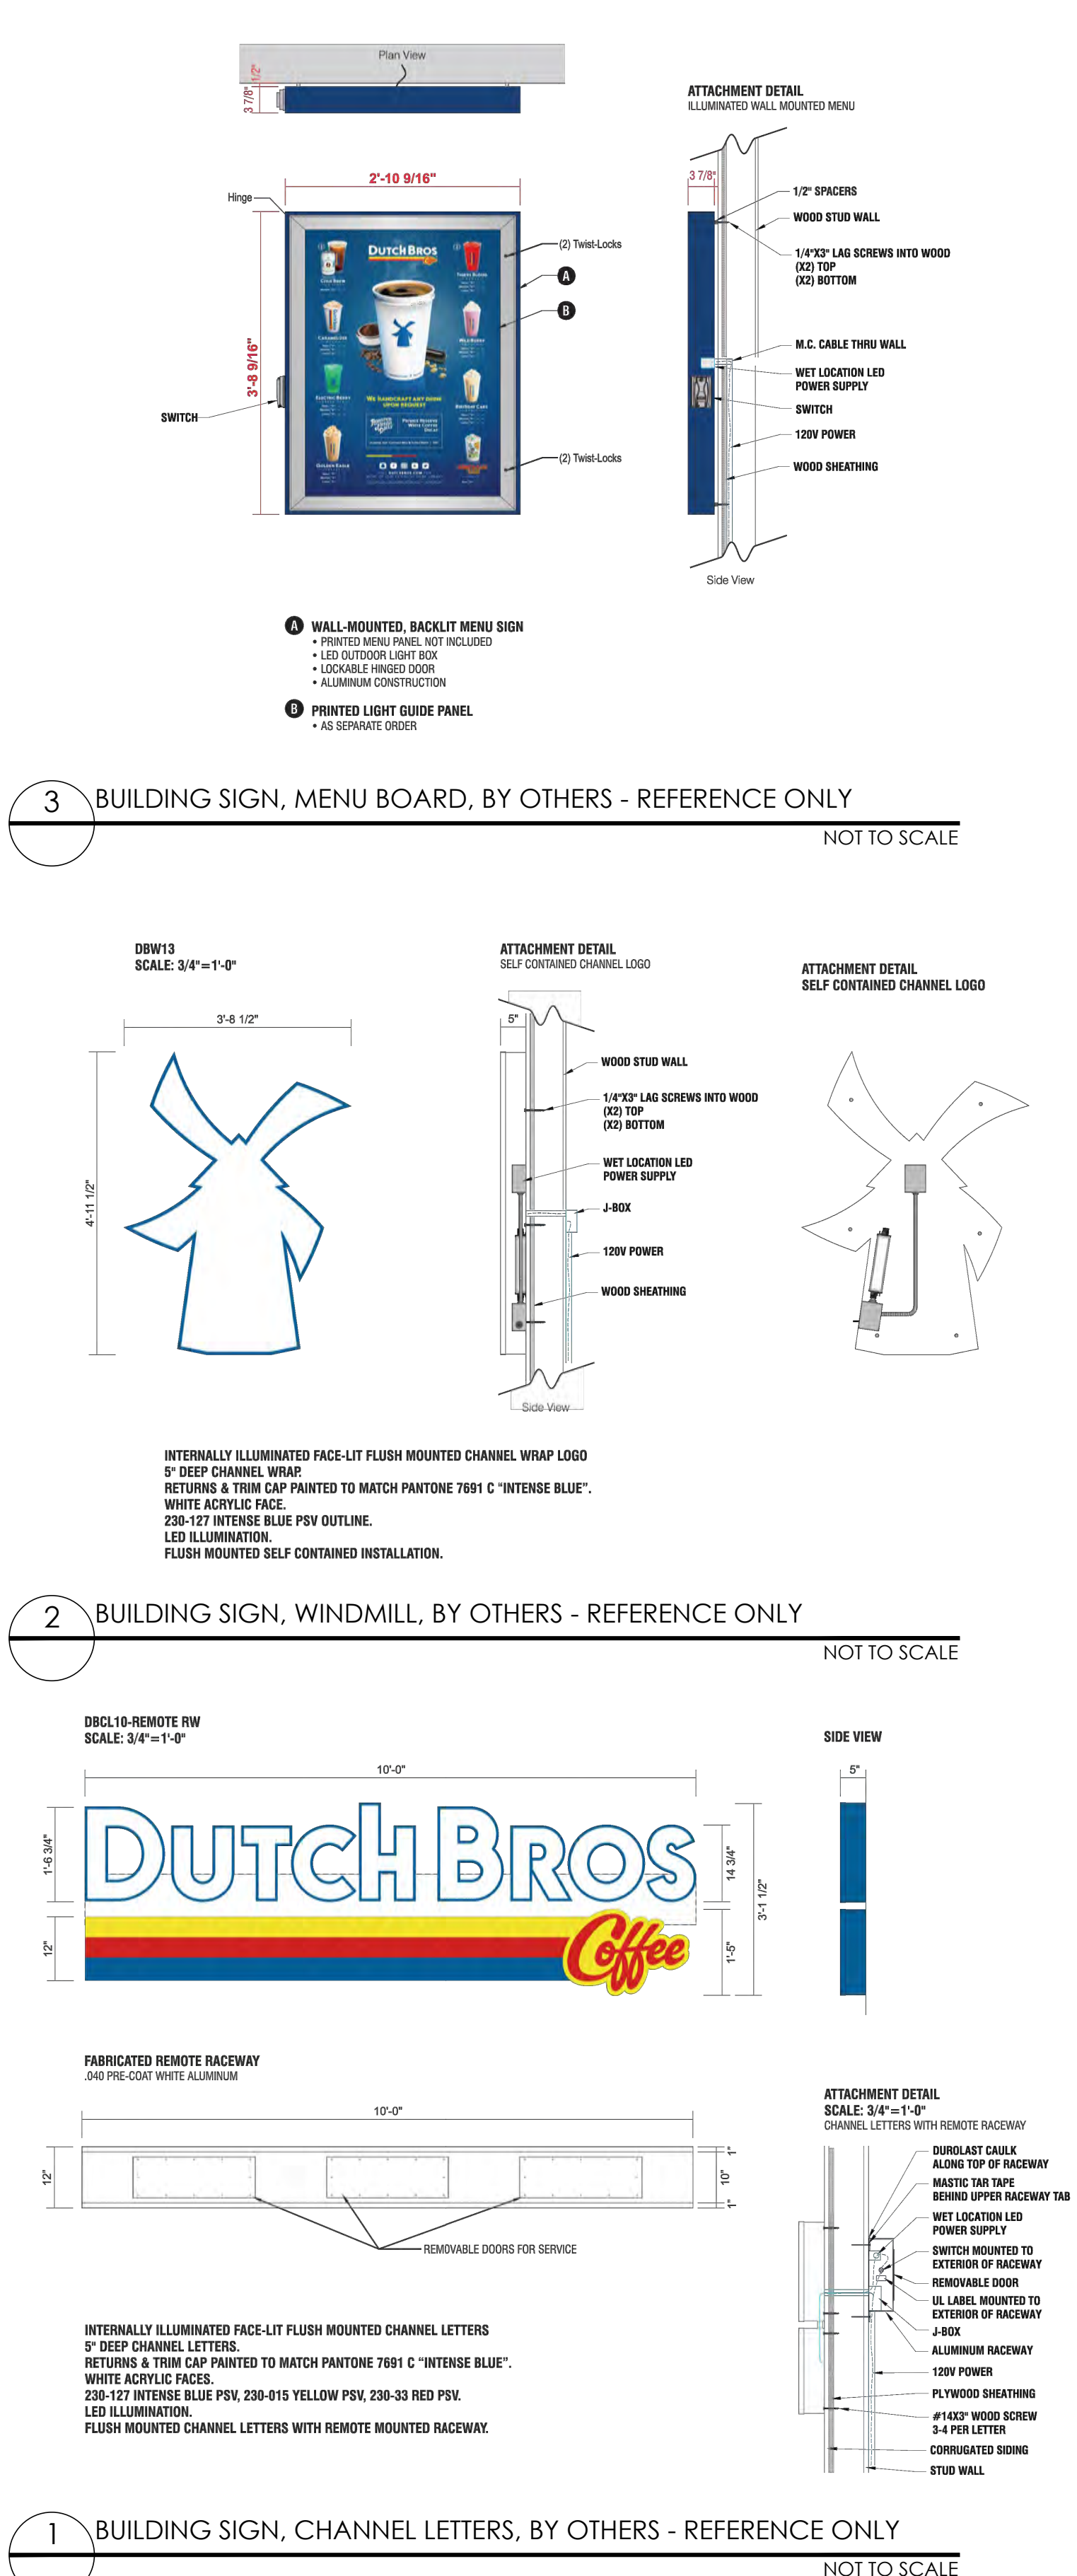 Plan View
1/2"
3 7/8"
ATTACHMENT DETAIL
ILLUMINATED WALL MOUNTED MENU
2'-10 9/16"
Hinge
(2) Twist-Locks
A
B
3'-8 9/16"
SWITCH
(2) Twist-Locks
DUTCH BROS
COLD BREW
CARAMELIZER
ELECTRIC BERRY
GOLDEN EAGLE
WE HANDCRAFT ANY DRINK
UPON REQUEST
3 7/8"
1/2" SPACERS
WOOD STUD WALL
1/4"X3" LAG SCREWS INTO WOOD
(X2) TOP
(X2) BOTTOM
M.C. CABLE THRU WALL
WET LOCATION LED
POWER SUPPLY
SWITCH
120V POWER
WOOD SHEATHING
Side View
A WALL-MOUNTED, BACKLIT MENU SIGN
• PRINTED MENU PANEL NOT INCLUDED
• LED OUTDOOR LIGHT BOX
• LOCKABLE HINGED DOOR
• ALUMINUM CONSTRUCTION
B PRINTED LIGHT GUIDE PANEL
• AS SEPARATE ORDER
3 BUILDING SIGN, MENU BOARD, BY OTHERS - REFERENCE ONLY
NOT TO SCALE
DBW13
SCALE: 3/4"=1'-0"
3'-8 1/2"
4'-11 1/2"
ATTACHMENT DETAIL
SELF CONTAINED CHANNEL LOGO
5"
WOOD STUD WALL
1/4"X3" LAG SCREWS INTO WOOD
(X2) TOP
(X2) BOTTOM
WET LOCATION LED
POWER SUPPLY
J-BOX
120V POWER
WOOD SHEATHING
Side View
ATTACHMENT DETAIL
SELF CONTAINED CHANNEL LOGO
INTERNALLY ILLUMINATED FACE-LIT FLUSH MOUNTED CHANNEL WRAP LOGO
5" DEEP CHANNEL WRAP.
RETURNS & TRIM CAP PAINTED TO MATCH PANTONE 7691 C “INTENSE BLUE”.
WHITE ACRYLIC FACE.
230-127 INTENSE BLUE PSV OUTLINE.
LED ILLUMINATION.
FLUSH MOUNTED SELF CONTAINED INSTALLATION.
2 BUILDING SIGN, WINDMILL, BY OTHERS - REFERENCE ONLY
NOT TO SCALE
DBCL10-REMOTE RW
SCALE: 3/4"=1'-0"
10'-0"
1'-6 3/4"
12"
DUTCH BROS
Coffee
14 3/4"
1'-5"
3'-1 1/2"
SIDE VIEW
5"
FABRICATED REMOTE RACEWAY
.040 PRE-COAT WHITE ALUMINUM
10'-0"
12"
1"
10"
1"
REMOVABLE DOORS FOR SERVICE
ATTACHMENT DETAIL
SCALE: 3/4"=1'-0"
CHANNEL LETTERS WITH REMOTE RACEWAY
DUROLAST CAULK
ALONG TOP OF RACEWAY
MASTIC TAR TAPE
BEHIND UPPER RACEWAY TAB
WET LOCATION LED
POWER SUPPLY
SWITCH MOUNTED TO
EXTERIOR OF RACEWAY
REMOVABLE DOOR
UL LABEL MOUNTED TO
EXTERIOR OF RACEWAY
J-BOX
ALUMINUM RACEWAY
120V POWER
PLYWOOD SHEATHING
#14X3" WOOD SCREW
3-4 PER LETTER
CORRUGATED SIDING
STUD WALL
INTERNALLY ILLUMINATED FACE-LIT FLUSH MOUNTED CHANNEL LETTERS
5" DEEP CHANNEL LETTERS.
RETURNS & TRIM CAP PAINTED TO MATCH PANTONE 7691 C “INTENSE BLUE”.
WHITE ACRYLIC FACES.
230-127 INTENSE BLUE PSV, 230-015 YELLOW PSV, 230-33 RED PSV.
LED ILLUMINATION.
FLUSH MOUNTED CHANNEL LETTERS WITH REMOTE MOUNTED RACEWAY.
1 BUILDING SIGN, CHANNEL LETTERS, BY OTHERS - REFERENCE ONLY
NOT TO SCALE